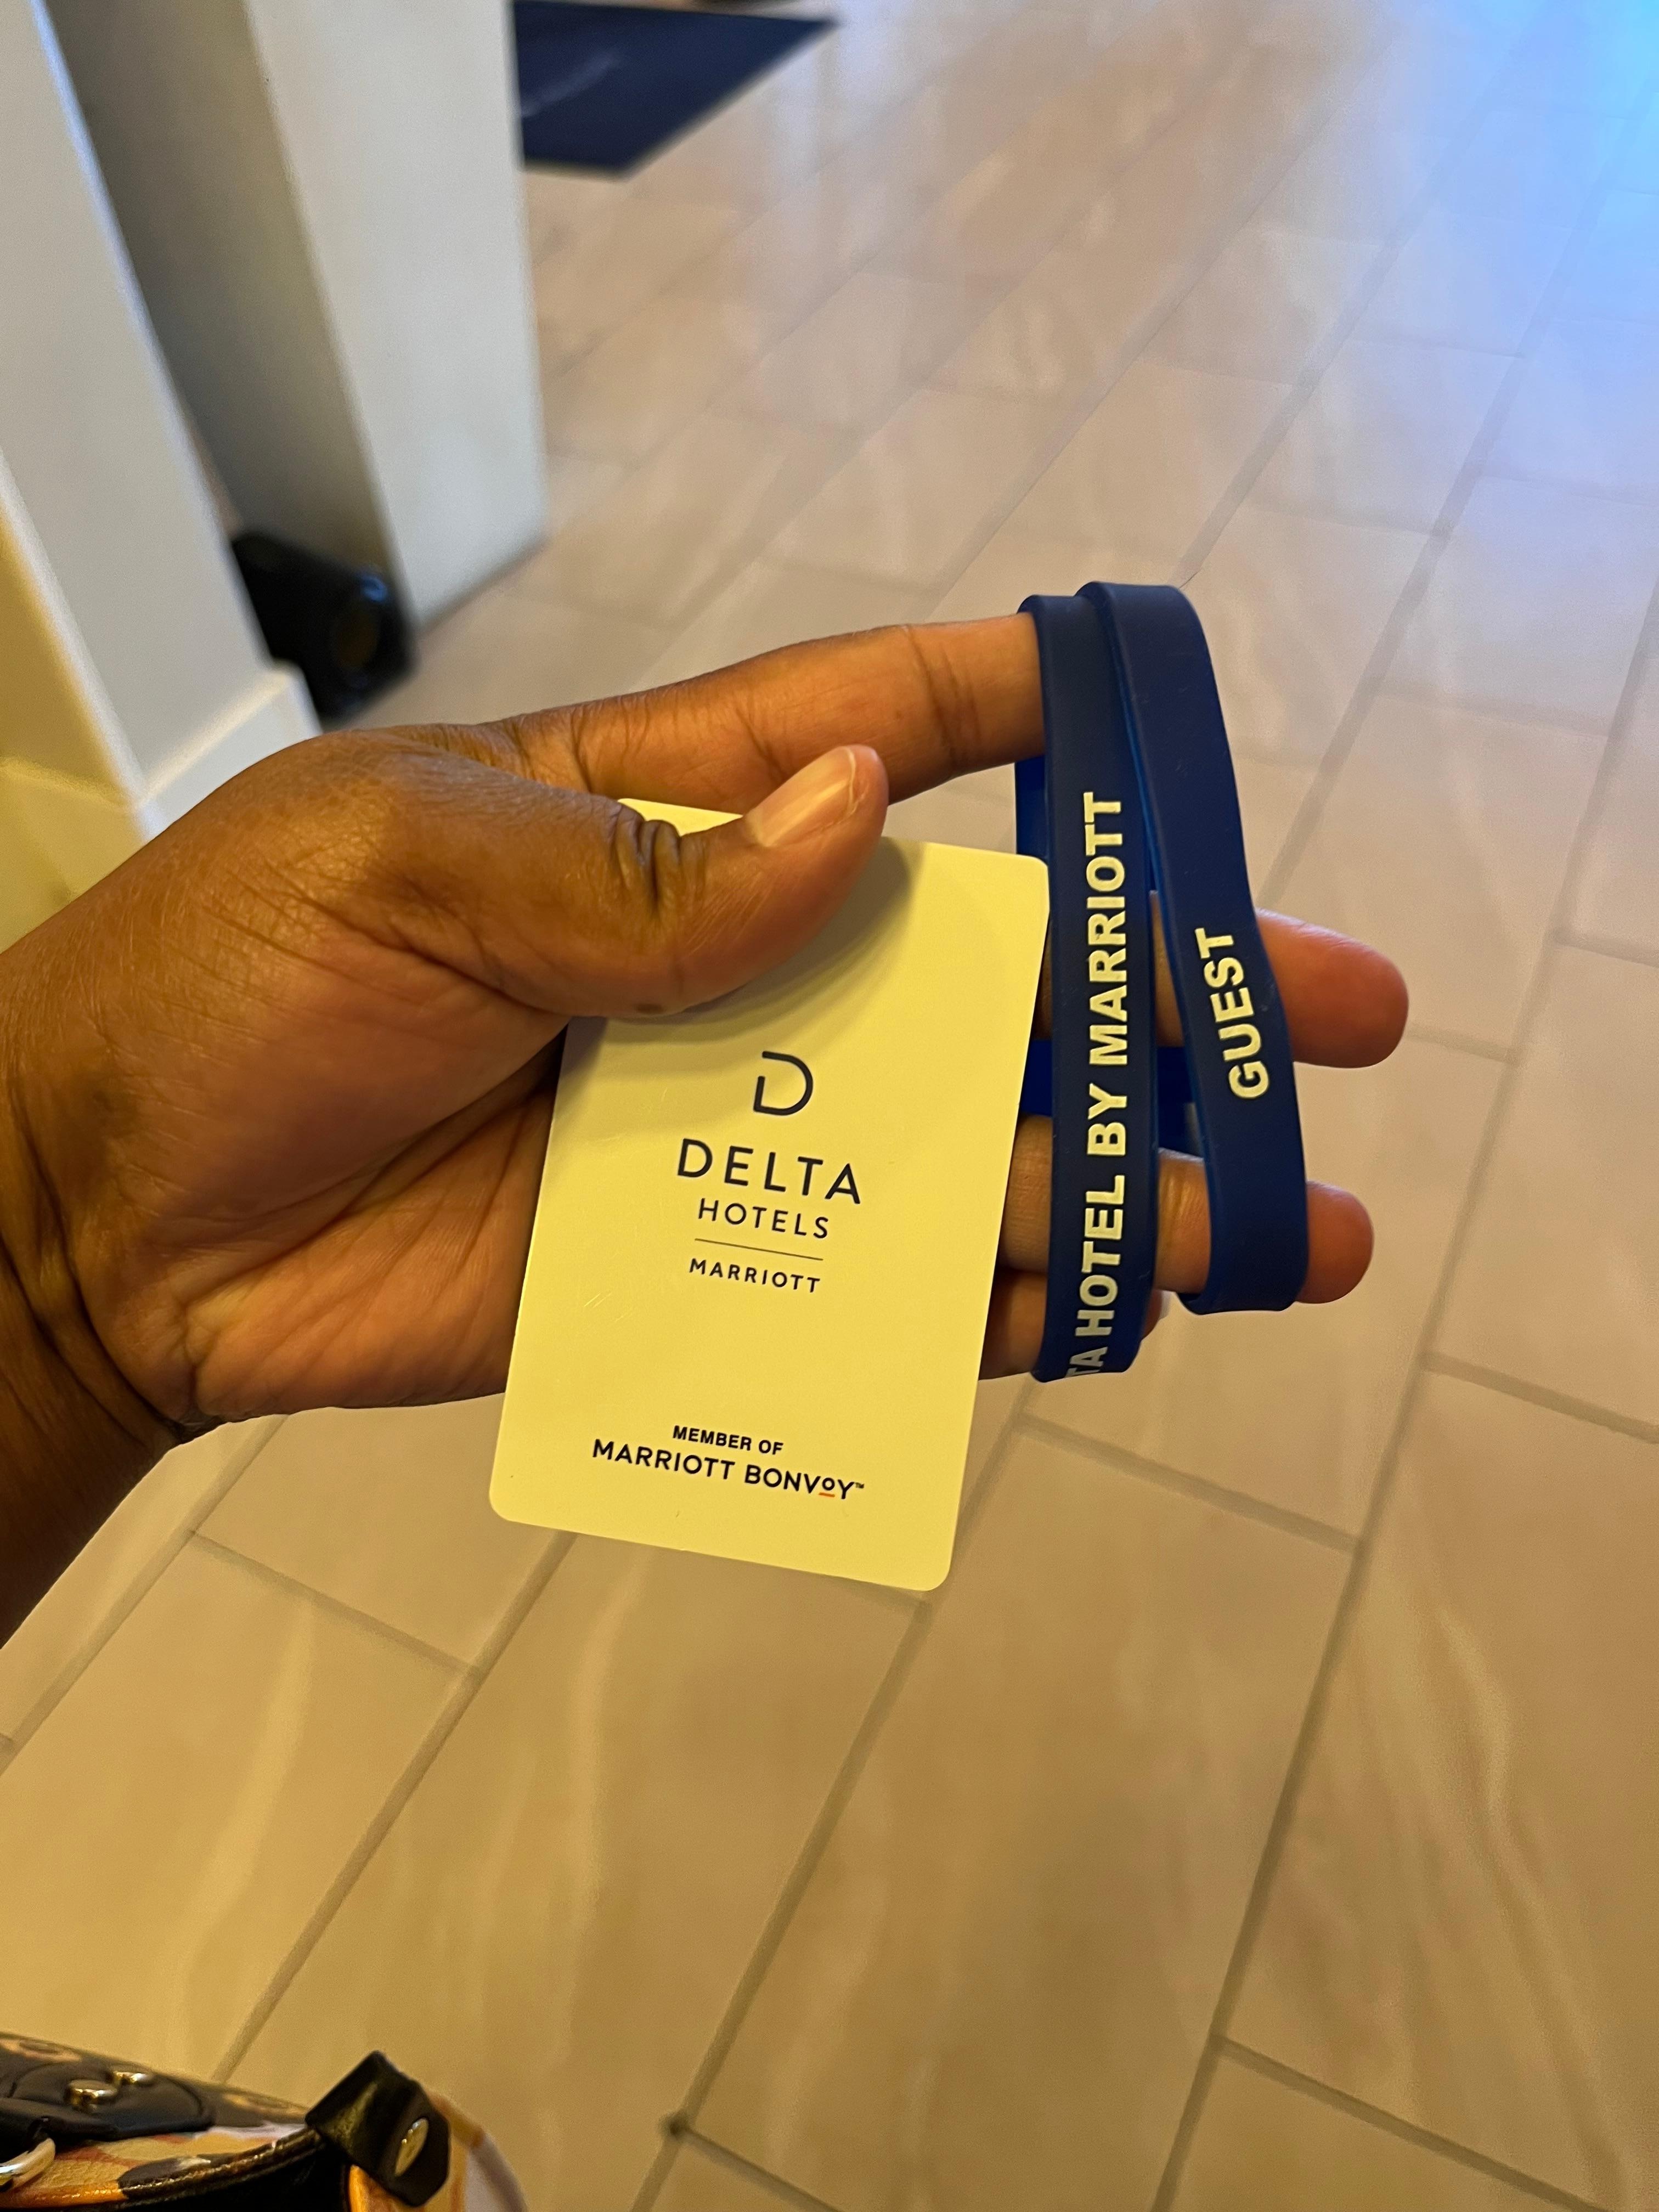 D
DELTA
HOTELS
MARRIOTT
MEMBER OF
MARRIOTT BONVOY™
TA HOTEL BY MARRIOTT
GUEST